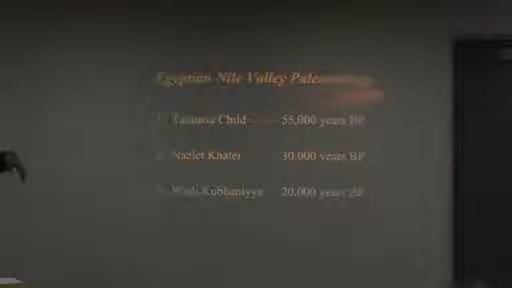 Egyptian Nile Valley
Taramsa Child 55,000 years BP
Nazlet Khater 30,000 years BP
Wadi Kubbaniyya 20,000 years BP